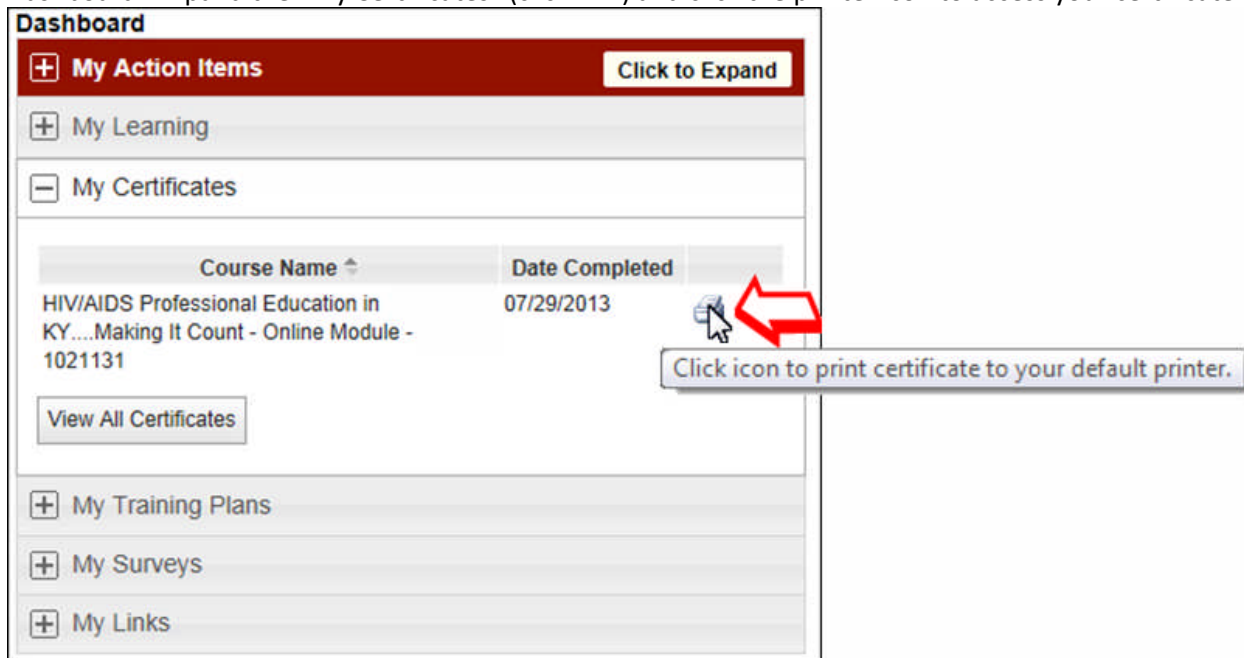 Dashboard
My Action Items Click to Expand
My Learning
My Certificates
Course Name Date Completed
HIV/AIDS Professional Education in 07/29/2013
KY....Making It Count - Online Module -
1021131
Click icon to print certificate to your default printer.
View All Certificates
My Training Plans
My Surveys
My Links